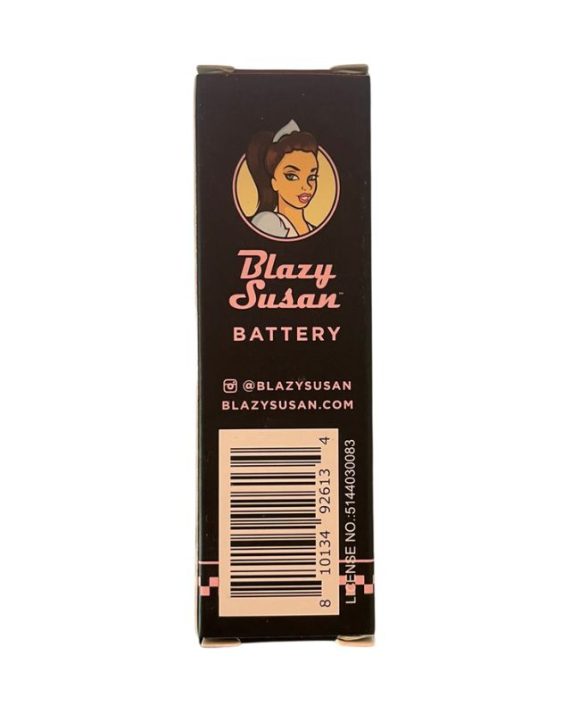 Blazy
Susan™
BATTERY
@BLAZYSUSAN
BLAZYSUSAN.COM
8 10134 92613 4
LICENSE NO.:5144030083